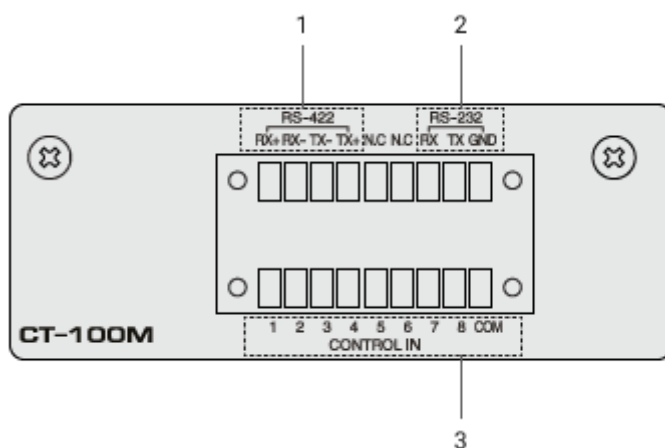 1 2
RS-422 RS-232
RX+ RX- TX- TX+ N.C N.C RX TX GND
1 2 3 4 5 6 7 8 COM
CT-100M
CONTROL IN
3